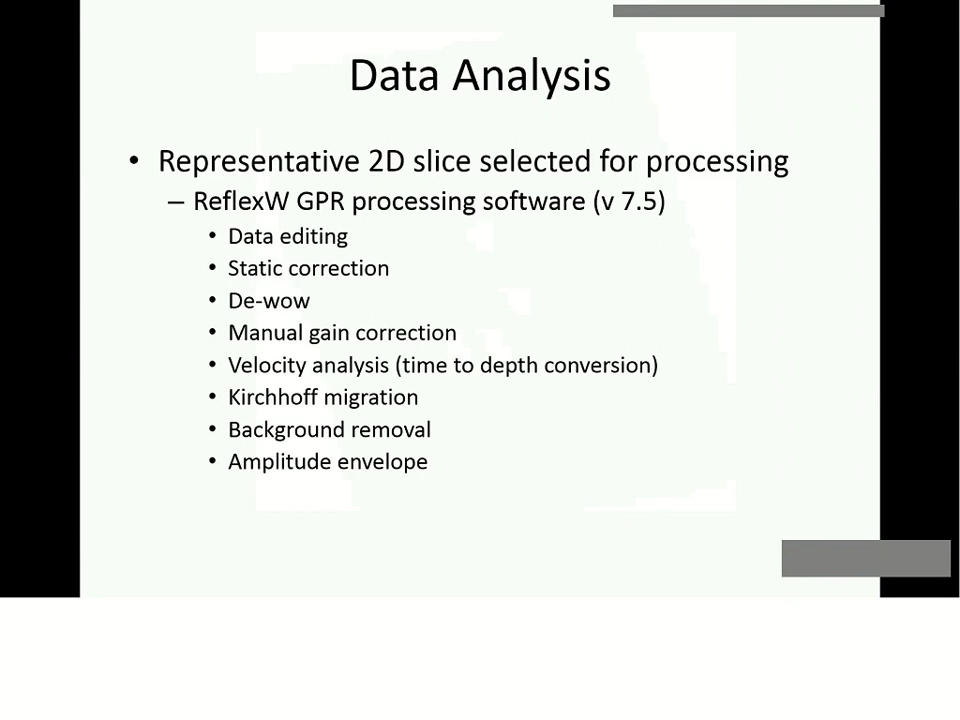 Data Analysis
• Representative 2D slice selected for processing
– ReflexW GPR processing software (v 7.5)
• Data editing
• Static correction
• De-wow
• Manual gain correction
• Velocity analysis (time to depth conversion)
• Kirchhoff migration
• Background removal
• Amplitude envelope